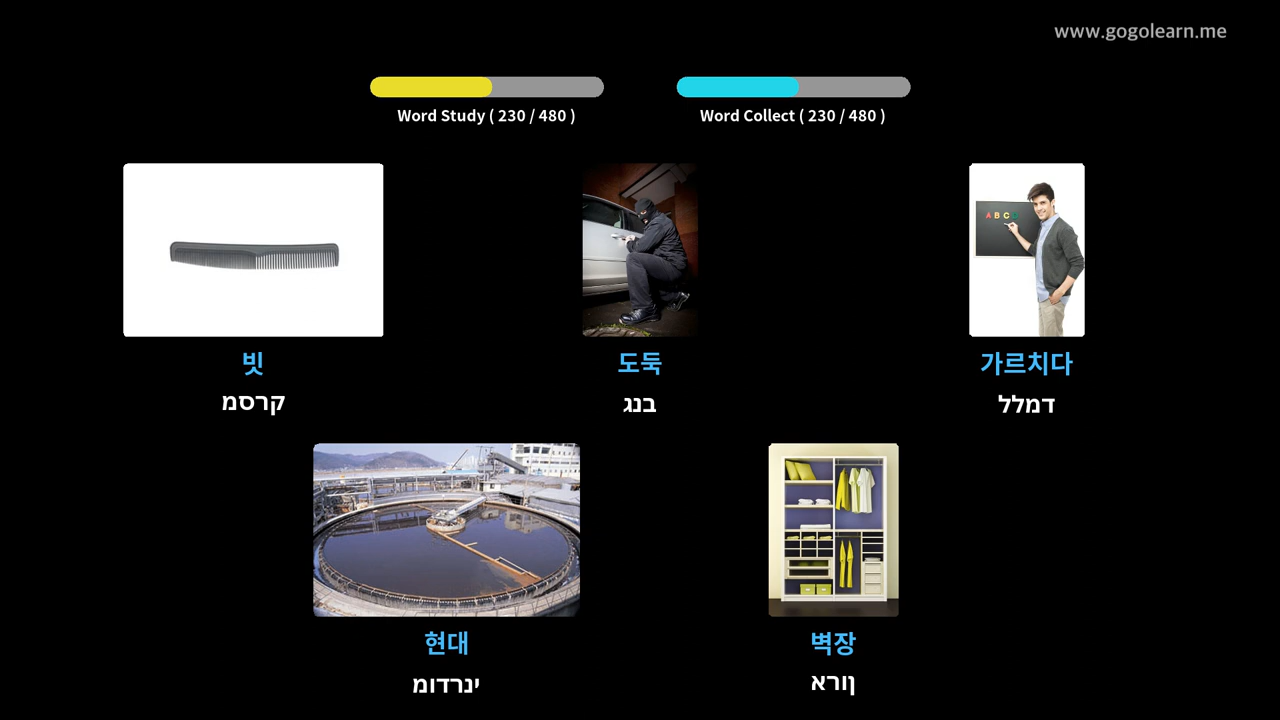 www.gogolearn.me
Word Study ( 230 / 480 )
Word Collect ( 230 / 480 )
빗
קרסמ
도둑
בנג
가르치다
דמלל
현대
ינרדומ
벽장
ןורא
A B C